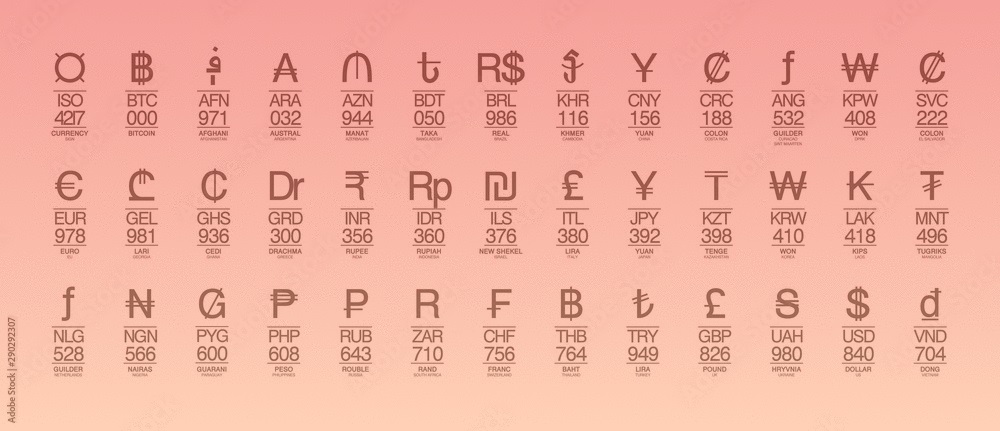 ¤ ฿ ؋ ₳ ₼ t R$ ៛ Y ₡ ƒ ₩ ₡
ISO BTC AFN ARA AZN BDT BRL KHR CNY CRC ANG KPW SVC
4217 000 971 032 944 050 986 116 156 188 532 408 222
CURRENCY BITCOIN AFGHANI AUSTRAL MANAT TAKA REAL KHMER YUAN COLON GUILDER WON COLON
AFGHANISTAN ARGENTINA AZERBAIJAN BANGLADESH BRAZIL CAMBODIA CHINA COSTA RICA CURACAO DPRK EL SALVADOR
SINT MAARTEN
€ ₾ ₵ Dr ₹ Rp ₪ £ ¥ ₸ ₩ K ₮
EUR GEL GHS GRD INR IDR ILS ITL JPY KZT KRW LAK MNT
978 981 936 300 356 360 376 380 392 398 410 418 496
EURO LARI CEDI DRACHMA RUPEE RUPIAH NEW SHEKEL LIRA YUAN TENGE WON KIPS TUGRIKS
EU GEORGIA GHANA GREECE INDIA INDONESIA ISRAEL ITALY JAPAN KAZAKHSTAN KOREA LAOS MANGOLIA
ƒ ₦ ₲ ₱ ₽ R ₣ ฿ ₺ £ ₴ $ ₫
NLG NGN PYG PHP RUB ZAR CHF THB TRY GBP UAH USD VND
528 566 600 608 643 710 756 764 949 826 980 840 704
GUILDER NAIRAS GUARANI PESO ROUBLE RAND FRANC BAHT LIRA POUND HRYVNIA DOLLAR DONG
NETHERLANDS NIGERIA PARAGUAY PHILIPPINES RUSSIA SOUTH AFRICA SWIZERLAND THAILAND TURKEY UK UKRAINE VIETNAM
Adobe Stock | #290292307